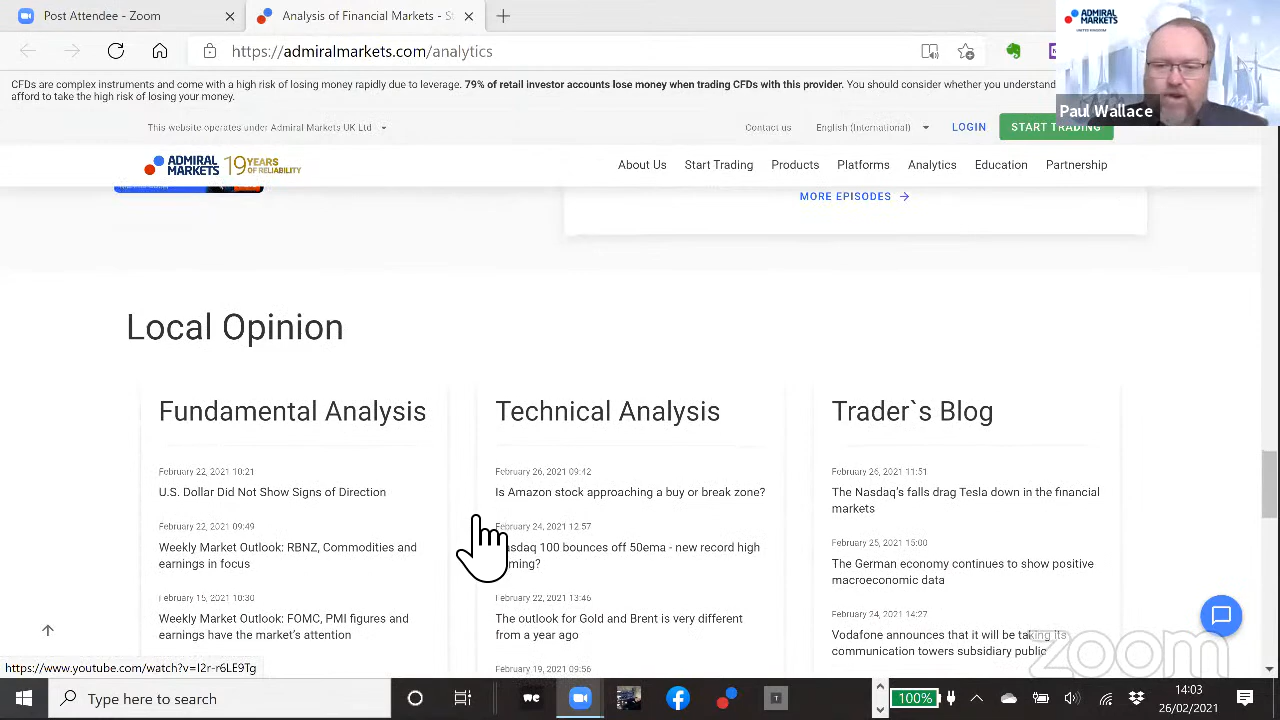 Post Attendee - Zoom
Analysis of Financial Markets - St
https://admiralmarkets.com/analytics
CFDs are complex instruments and come with a high risk of losing money rapidly due to leverage. 79% of retail investor accounts lose money when trading CFDs with this provider. You should consider whether you understand
afford to take the high risk of losing your money.
ADMIRAL
MARKETS
UNITED KINGDOM
Paul Wallace
This website operates under Admiral Markets UK Ltd
Contact us
English (International)
LOGIN
START TRADING
ADMIRAL
MARKETS
19 YEARS
OF RELIABILITY
About Us
Start Trading
Products
Platforms
Analytics
Education
Partnership
MORE EPISODES
Local Opinion
Fundamental Analysis
February 22, 2021 10:21
U.S. Dollar Did Not Show Signs of Direction
February 22, 2021 09:49
Weekly Market Outlook: RBNZ, Commodities and
earnings in focus
February 15, 2021 10:30
Weekly Market Outlook: FOMC, PMI figures and
earnings have the market's attention
Technical Analysis
February 26, 2021 09:42
Is Amazon stock approaching a buy or break zone?
February 24, 2021 12:57
Nasdaq 100 bounces off 50ema - new record high
February 22, 2021 13:46
The outlook for Gold and Brent is very different
from a year ago
February 19, 2021 09:56
Trader`s Blog
February 26, 2021 11:51
The Nasdaq's falls drag Tesla down in the financial
markets
February 25, 2021 15:00
The German economy continues to show positive
macroeconomic data
February 24, 2021 14:27
Vodafone announces that it will be taking its
communication towers subsidiary public
zoom
https://www.youtube.com/watch?v=I2r-r6LE9Tg
Type here to search
100%
14:03
26/02/2021